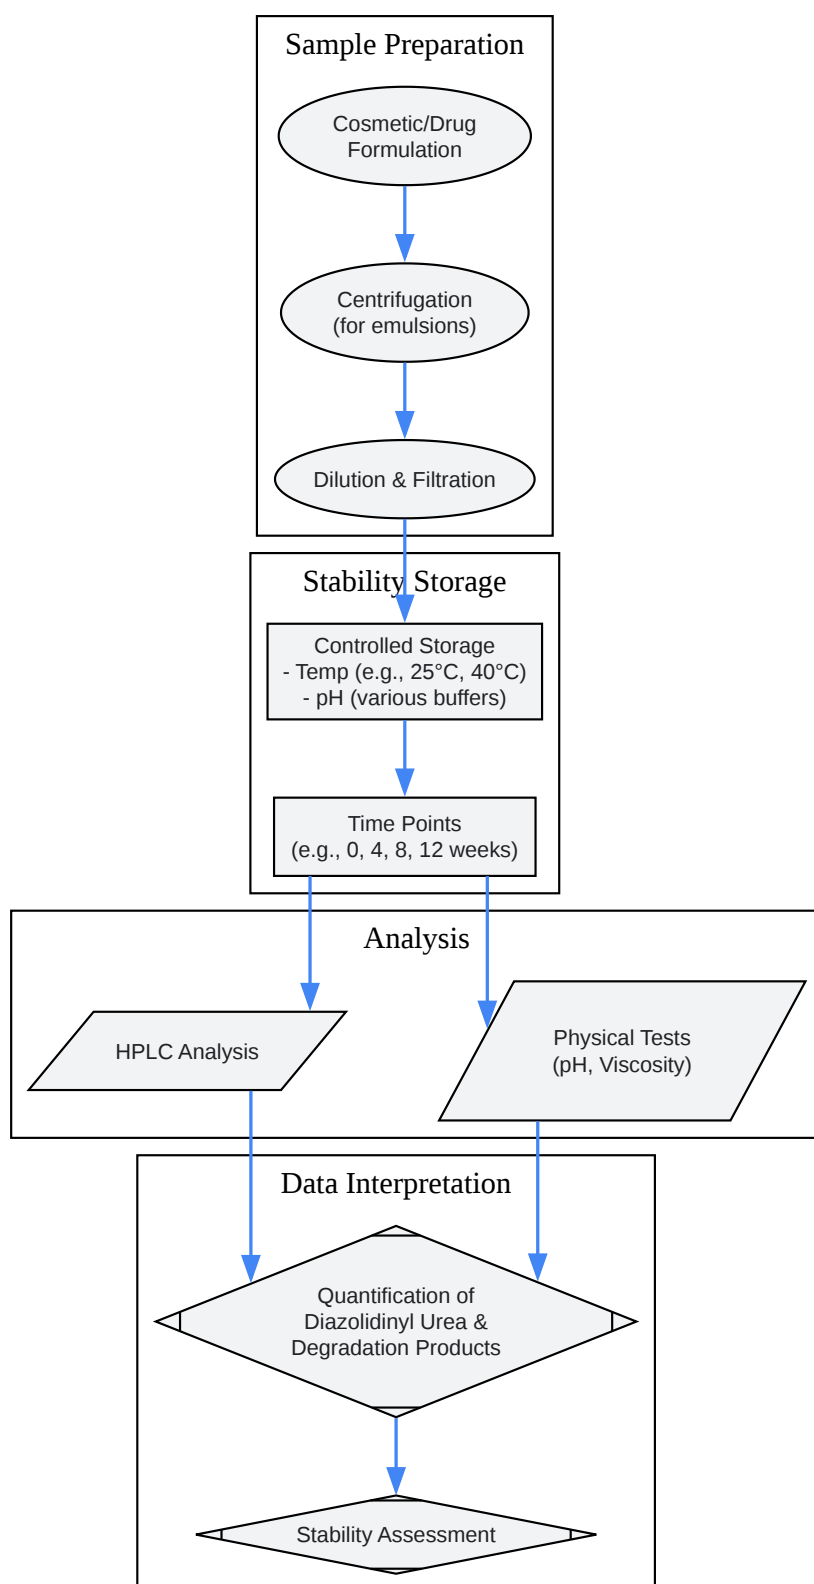 Sample Preparation
Cosmetic/Drug
Formulation
Centrifugation
(for emulsions)
Dilution & Filtration
Stability Storage
Controlled Storage
- Temp (e.g., 25°C, 40°C)
- pH (various buffers)
Time Points
(e.g., 0, 4, 8, 12 weeks)
Analysis
HPLC Analysis
Physical Tests
(pH, Viscosity)
Data Interpretation
Quantification of
Diazolidinyl Urea &
Degradation Products
Stability Assessment